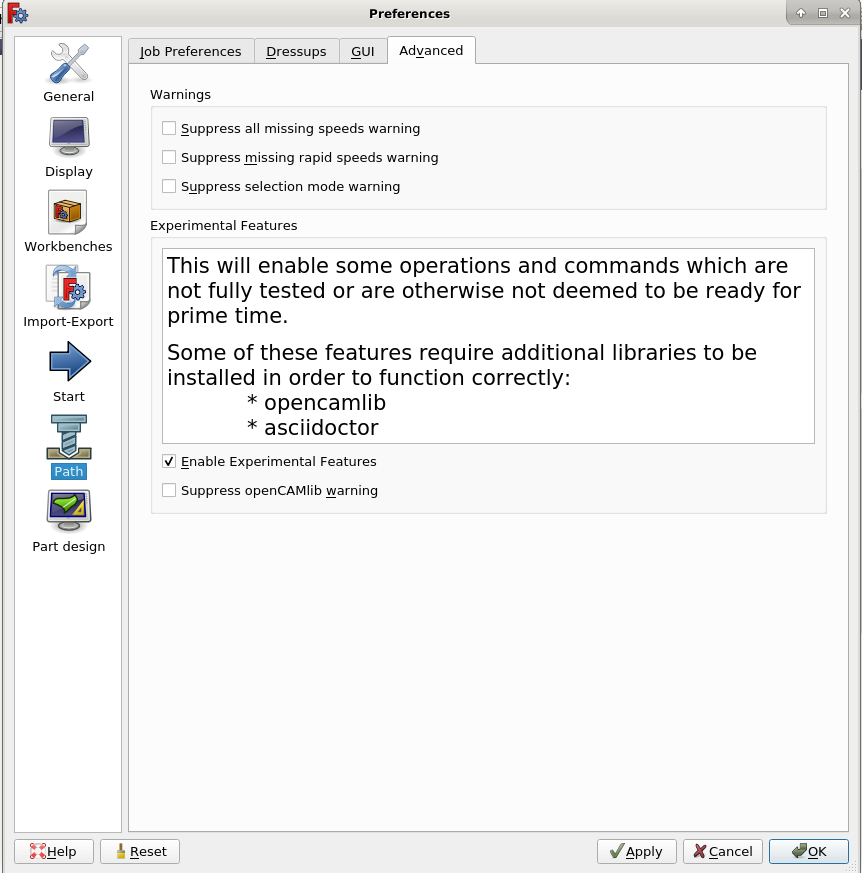 Preferences
General
Display
Workbenches
Import-Export
Start
Path
Part design
Job Preferences
Dressups
GUI
Advanced
Warnings
Suppress all missing speeds warning
Suppress missing rapid speeds warning
Suppress selection mode warning
Experimental Features
This will enable some operations and commands which are
not fully tested or are otherwise not deemed to be ready for
prime time.
Some of these features require additional libraries to be
installed in order to function correctly:
* opencamlib
* asciidoctor
Enable Experimental Features
Suppress openCAMlib warning
Help
Reset
Apply
Cancel
OK